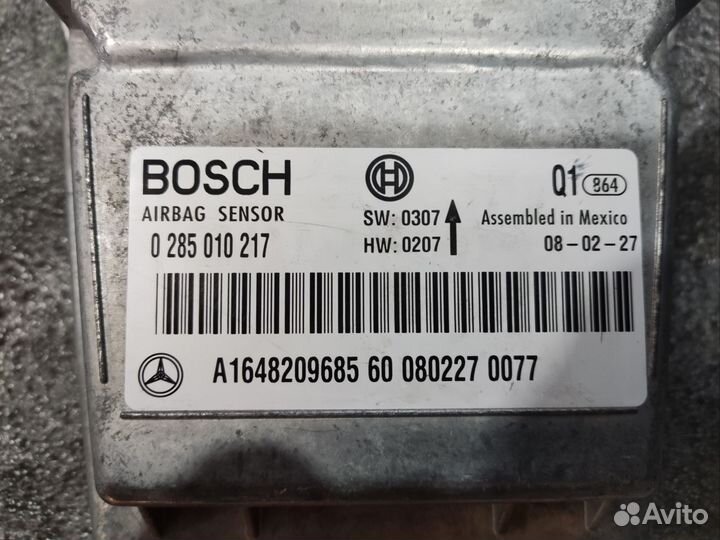 BOSCH
Q1 864
AIRBAG SENSOR
SW: 0307
Assembled in Mexico
0 285 010 217
HW: 0207
08-02-27
A1648209685 60 080227 0077
Avito